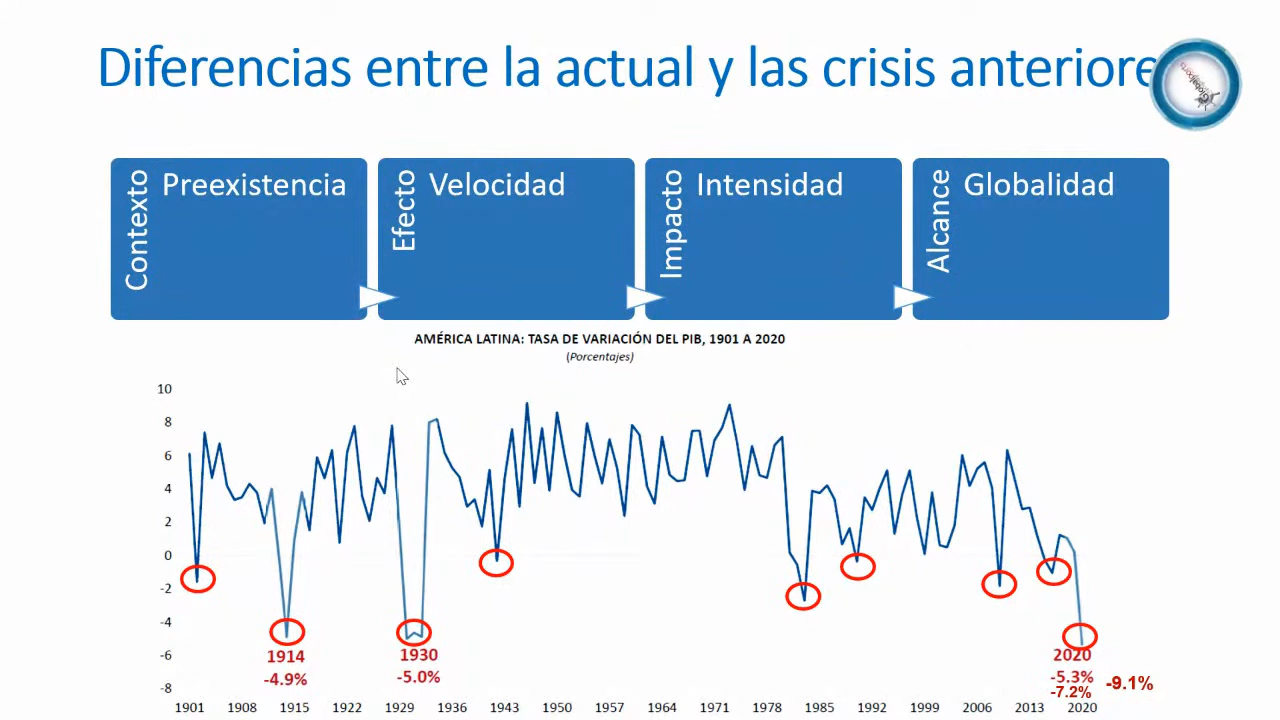 Diferencias entre la actual y las crisis anteriore
Globalports
Contexto
Preexistencia
Efecto
Velocidad
Impacto
Intensidad
Alcance
Globalidad
AMÉRICA LATINA: TASA DE VARIACIÓN DEL PIB, 1901 A 2020
(Porcentajes)
10
8
6
4
2
0
-2
-4
-6
-8
1914
-4.9%
1930
-5.0%
2020
-5.3%
-7.2%
-9.1%
1901 1908 1915 1922 1929 1936 1943 1950 1957 1964 1971 1978 1985 1992 1999 2006 2013 2020